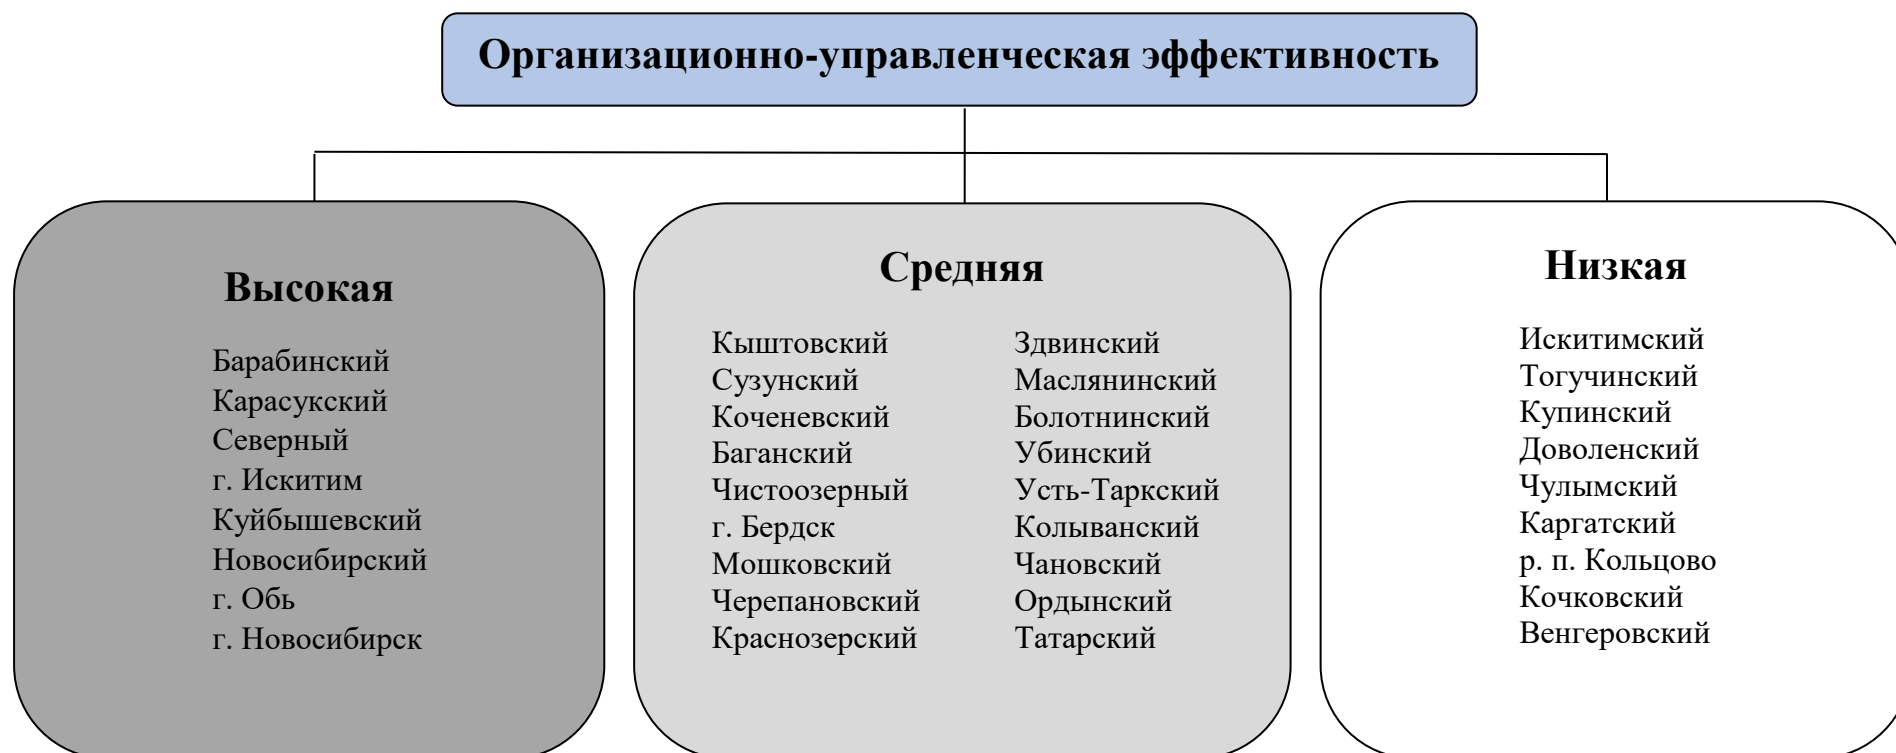 Организационно-управленческая эффективность
Высокая
Барабинский
Карасукский
Северный
г. Искитим
Куйбышевский
Новосибирский
г. Обь
г. Новосибирск
Средняя
Кыштовский
Сузунский
Коченевский
Баганский
Чистоозерный
г. Бердск
Мошковский
Черепановский
Краснозерский
Здвинский
Маслянинский
Болотнинский
Убинский
Усть-Таркский
Колыванский
Чановский
Ордынский
Татарский
Низкая
Искитимский
Тогучинский
Купинский
Доволенский
Чулымский
Каргатский
р. п. Кольцово
Кочковский
Венгеровский